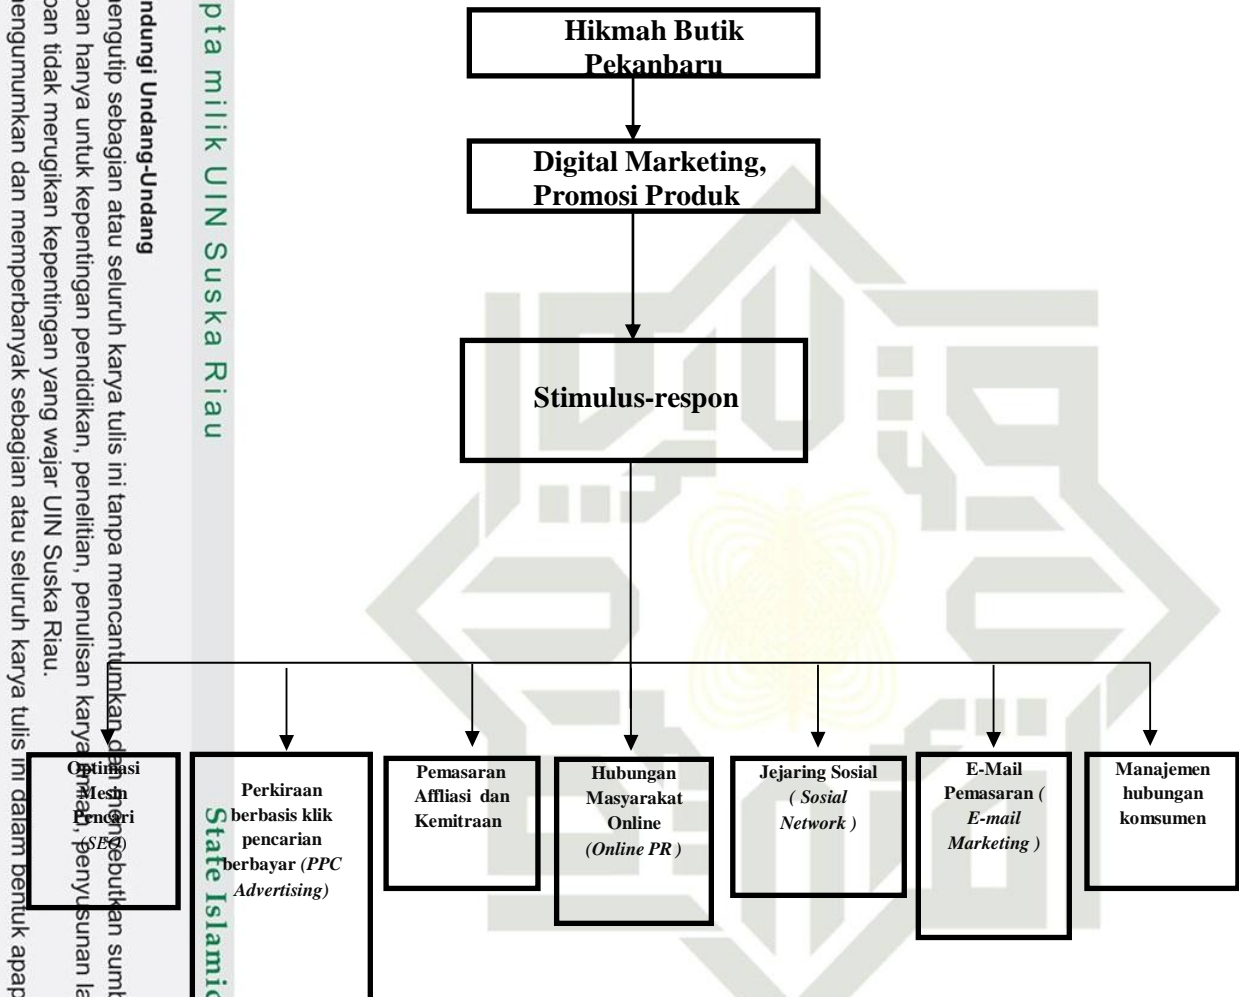 Hikmah Butik
Pekanbaru
Digital Marketing,
Promosi Produk
Stimulus-respon
Optimasi
Mesin
Pencari
(SEO)
Perkiraan
berbasis klik
pencarian
berbayar (PPC
Advertising)
Pemasaran
Affliasi dan
Kemitraan
Hubungan
Masyarakat
Online
(Online PR )
Jejaring Sosial
( Sosial
Network )
E-Mail
Pemasaran (
E-mail
Marketing )
Manajemen
hubungan
komsumen
pta milik UIN Suska Riau
State Islamic
ndungi Undang-Undang
mengutip sebagian atau seluruh karya tulis ini tanpa mencantumkan dan menyebutkan sumb
pan hanya untuk kepentingan pendidikan, penelitian, penulisan karya ilmiah, penyusunan la
pan tidak merugikan kepentingan yang wajar UIN Suska Riau.
mengumumkan dan memperbanyak sebagian atau seluruh karya tulis ini dalam bentuk apap